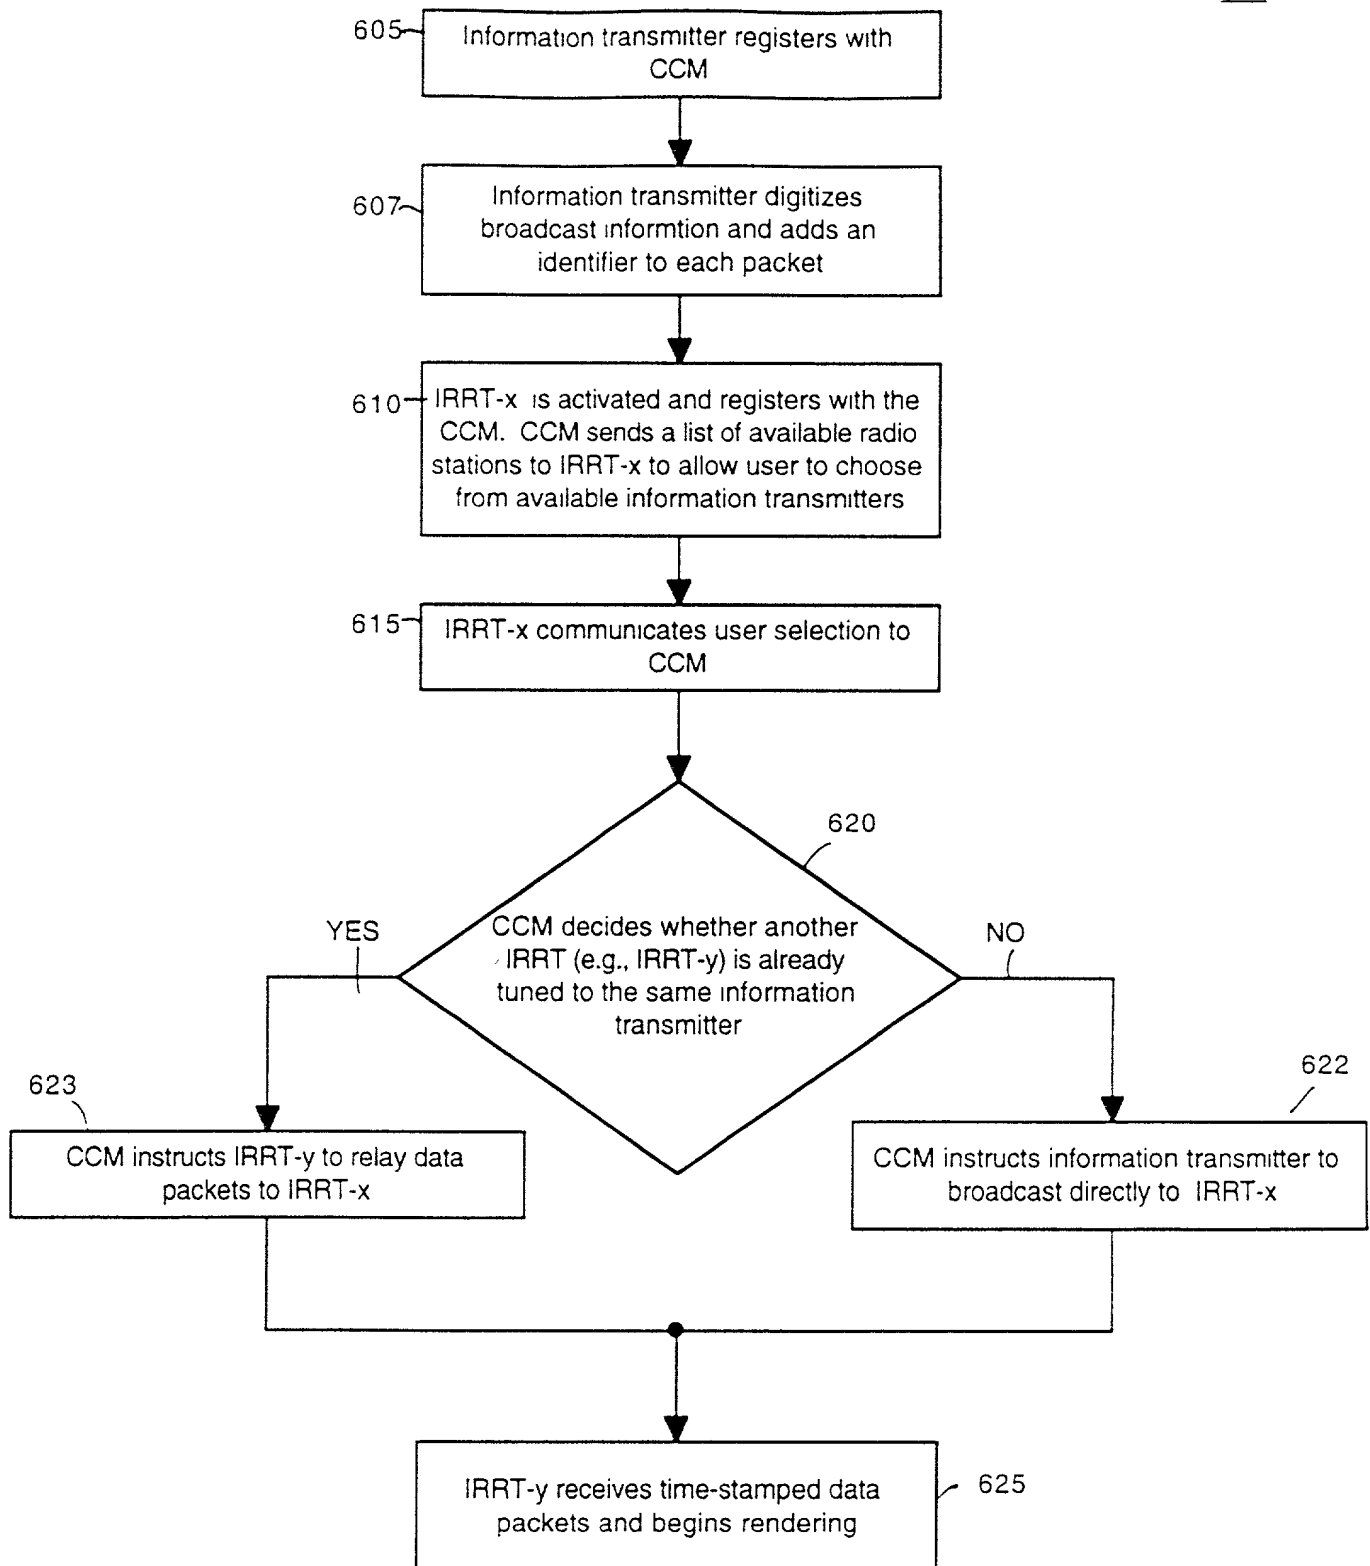 605
Information transmitter registers with
CCM
607
Information transmitter digitizes
broadcast informtion and adds an
identifier to each packet
610
IRRT-x is activated and registers with the
CCM. CCM sends a list of available radio
stations to IRRT-x to allow user to choose
from available information transmitters
615
IRRT-x communicates user selection to
CCM
620
CCM decides whether another
IRRT (e.g., IRRT-y) is already
tuned to the same information
transmitter
YES
NO
623
CCM instructs IRRT-y to relay data
packets to IRRT-x
622
CCM instructs information transmitter to
broadcast directly to IRRT-x
IRRT-y receives time-stamped data
packets and begins rendering
625